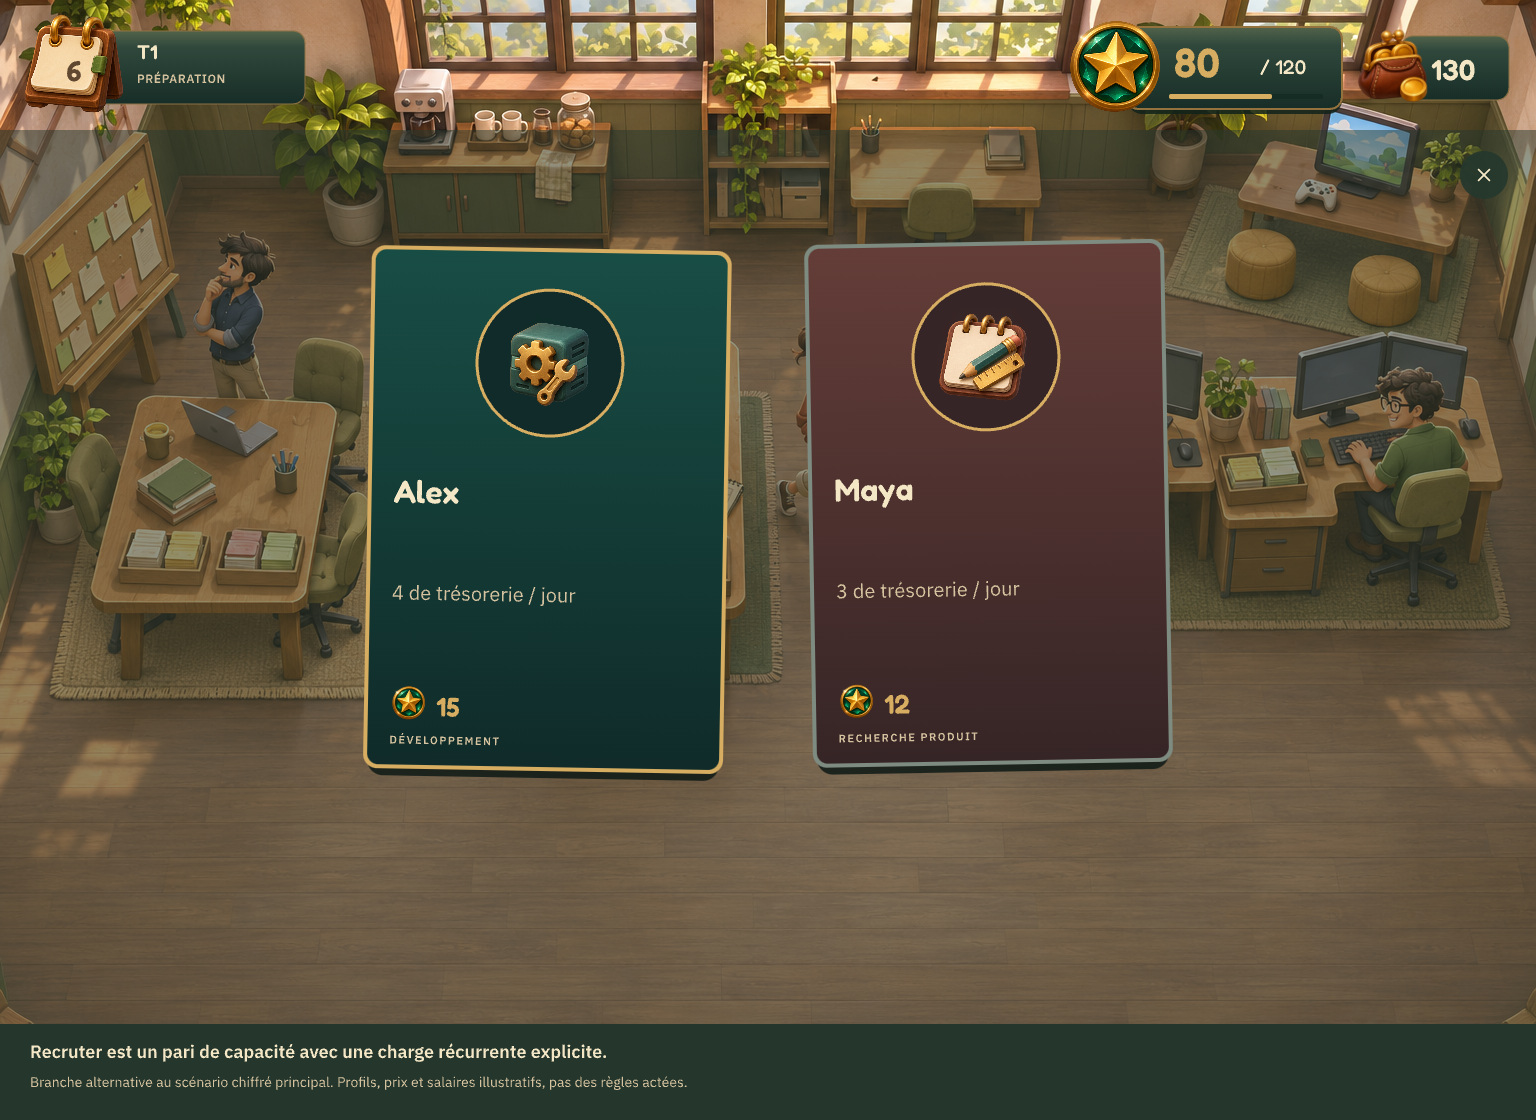 6
T1
PRÉPARATION
80
/ 120
130
Alex
4 de trésorerie / jour
15
DÉVELOPPEMENT
Maya
3 de trésorerie / jour
12
RECHERCHE PRODUIT
Recruter est un pari de capacité avec une charge récurrente explicite.
Branche alternative au scénario chiffré principal. Profils, prix et salaires illustratifs, pas des règles actées.